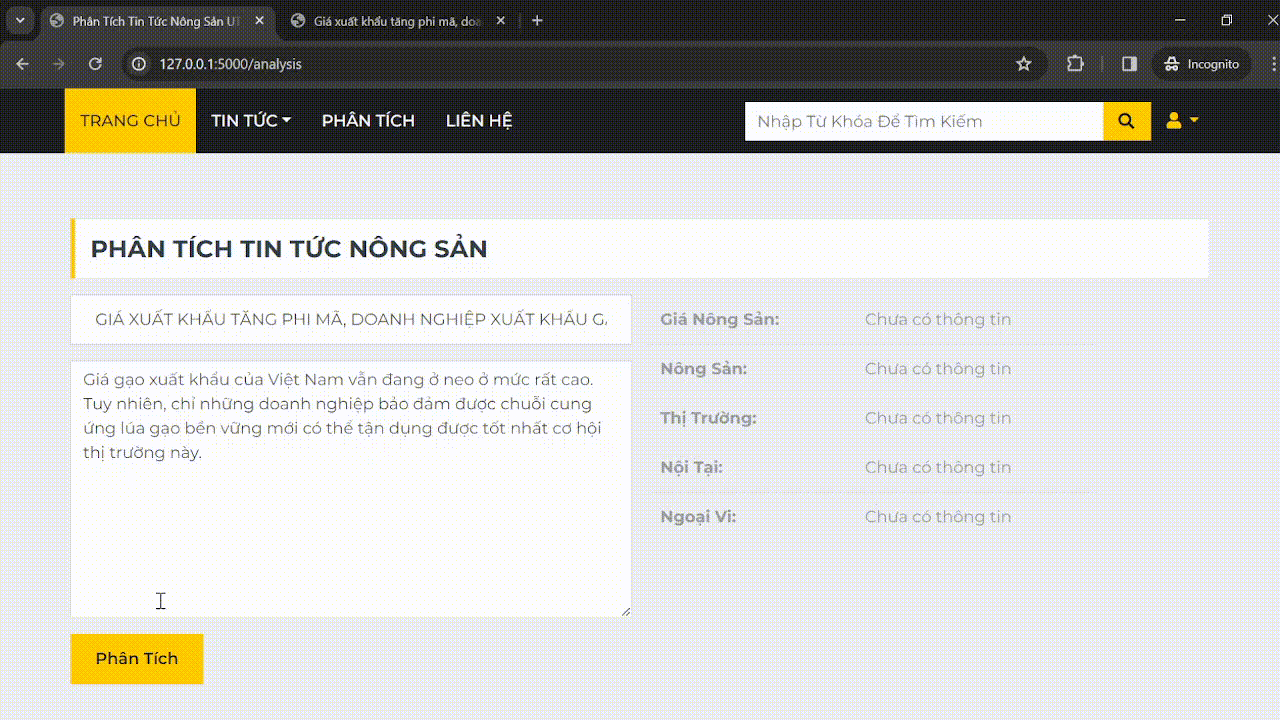 Phân Tích Tin Tức Nông Sản UT
Giá xuất khẩu tăng phi mã, doa
127.0.0.1:5000/analysis
Incognito
TRANG CHỦ
TIN TỨC
PHÂN TÍCH
LIÊN HỆ
Nhập Từ Khóa Để Tìm Kiếm
PHÂN TÍCH TIN TỨC NÔNG SẢN
GIÁ XUẤT KHẨU TĂNG PHI MÃ, DOANH NGHIỆP XUẤT KHẨU GẠ
Giá gạo xuất khẩu của Việt Nam vẫn đang ở neo ở mức rất cao.
Tuy nhiên, chỉ những doanh nghiệp bảo đảm được chuỗi cung
ứng lúa gạo bền vững mới có thể tận dụng được tốt nhất cơ hội
thị trường này.
Phân Tích
Giá Nông Sản: Chưa có thông tin
Nông Sản: Chưa có thông tin
Thị Trường: Chưa có thông tin
Nội Tại: Chưa có thông tin
Ngoại Vi: Chưa có thông tin